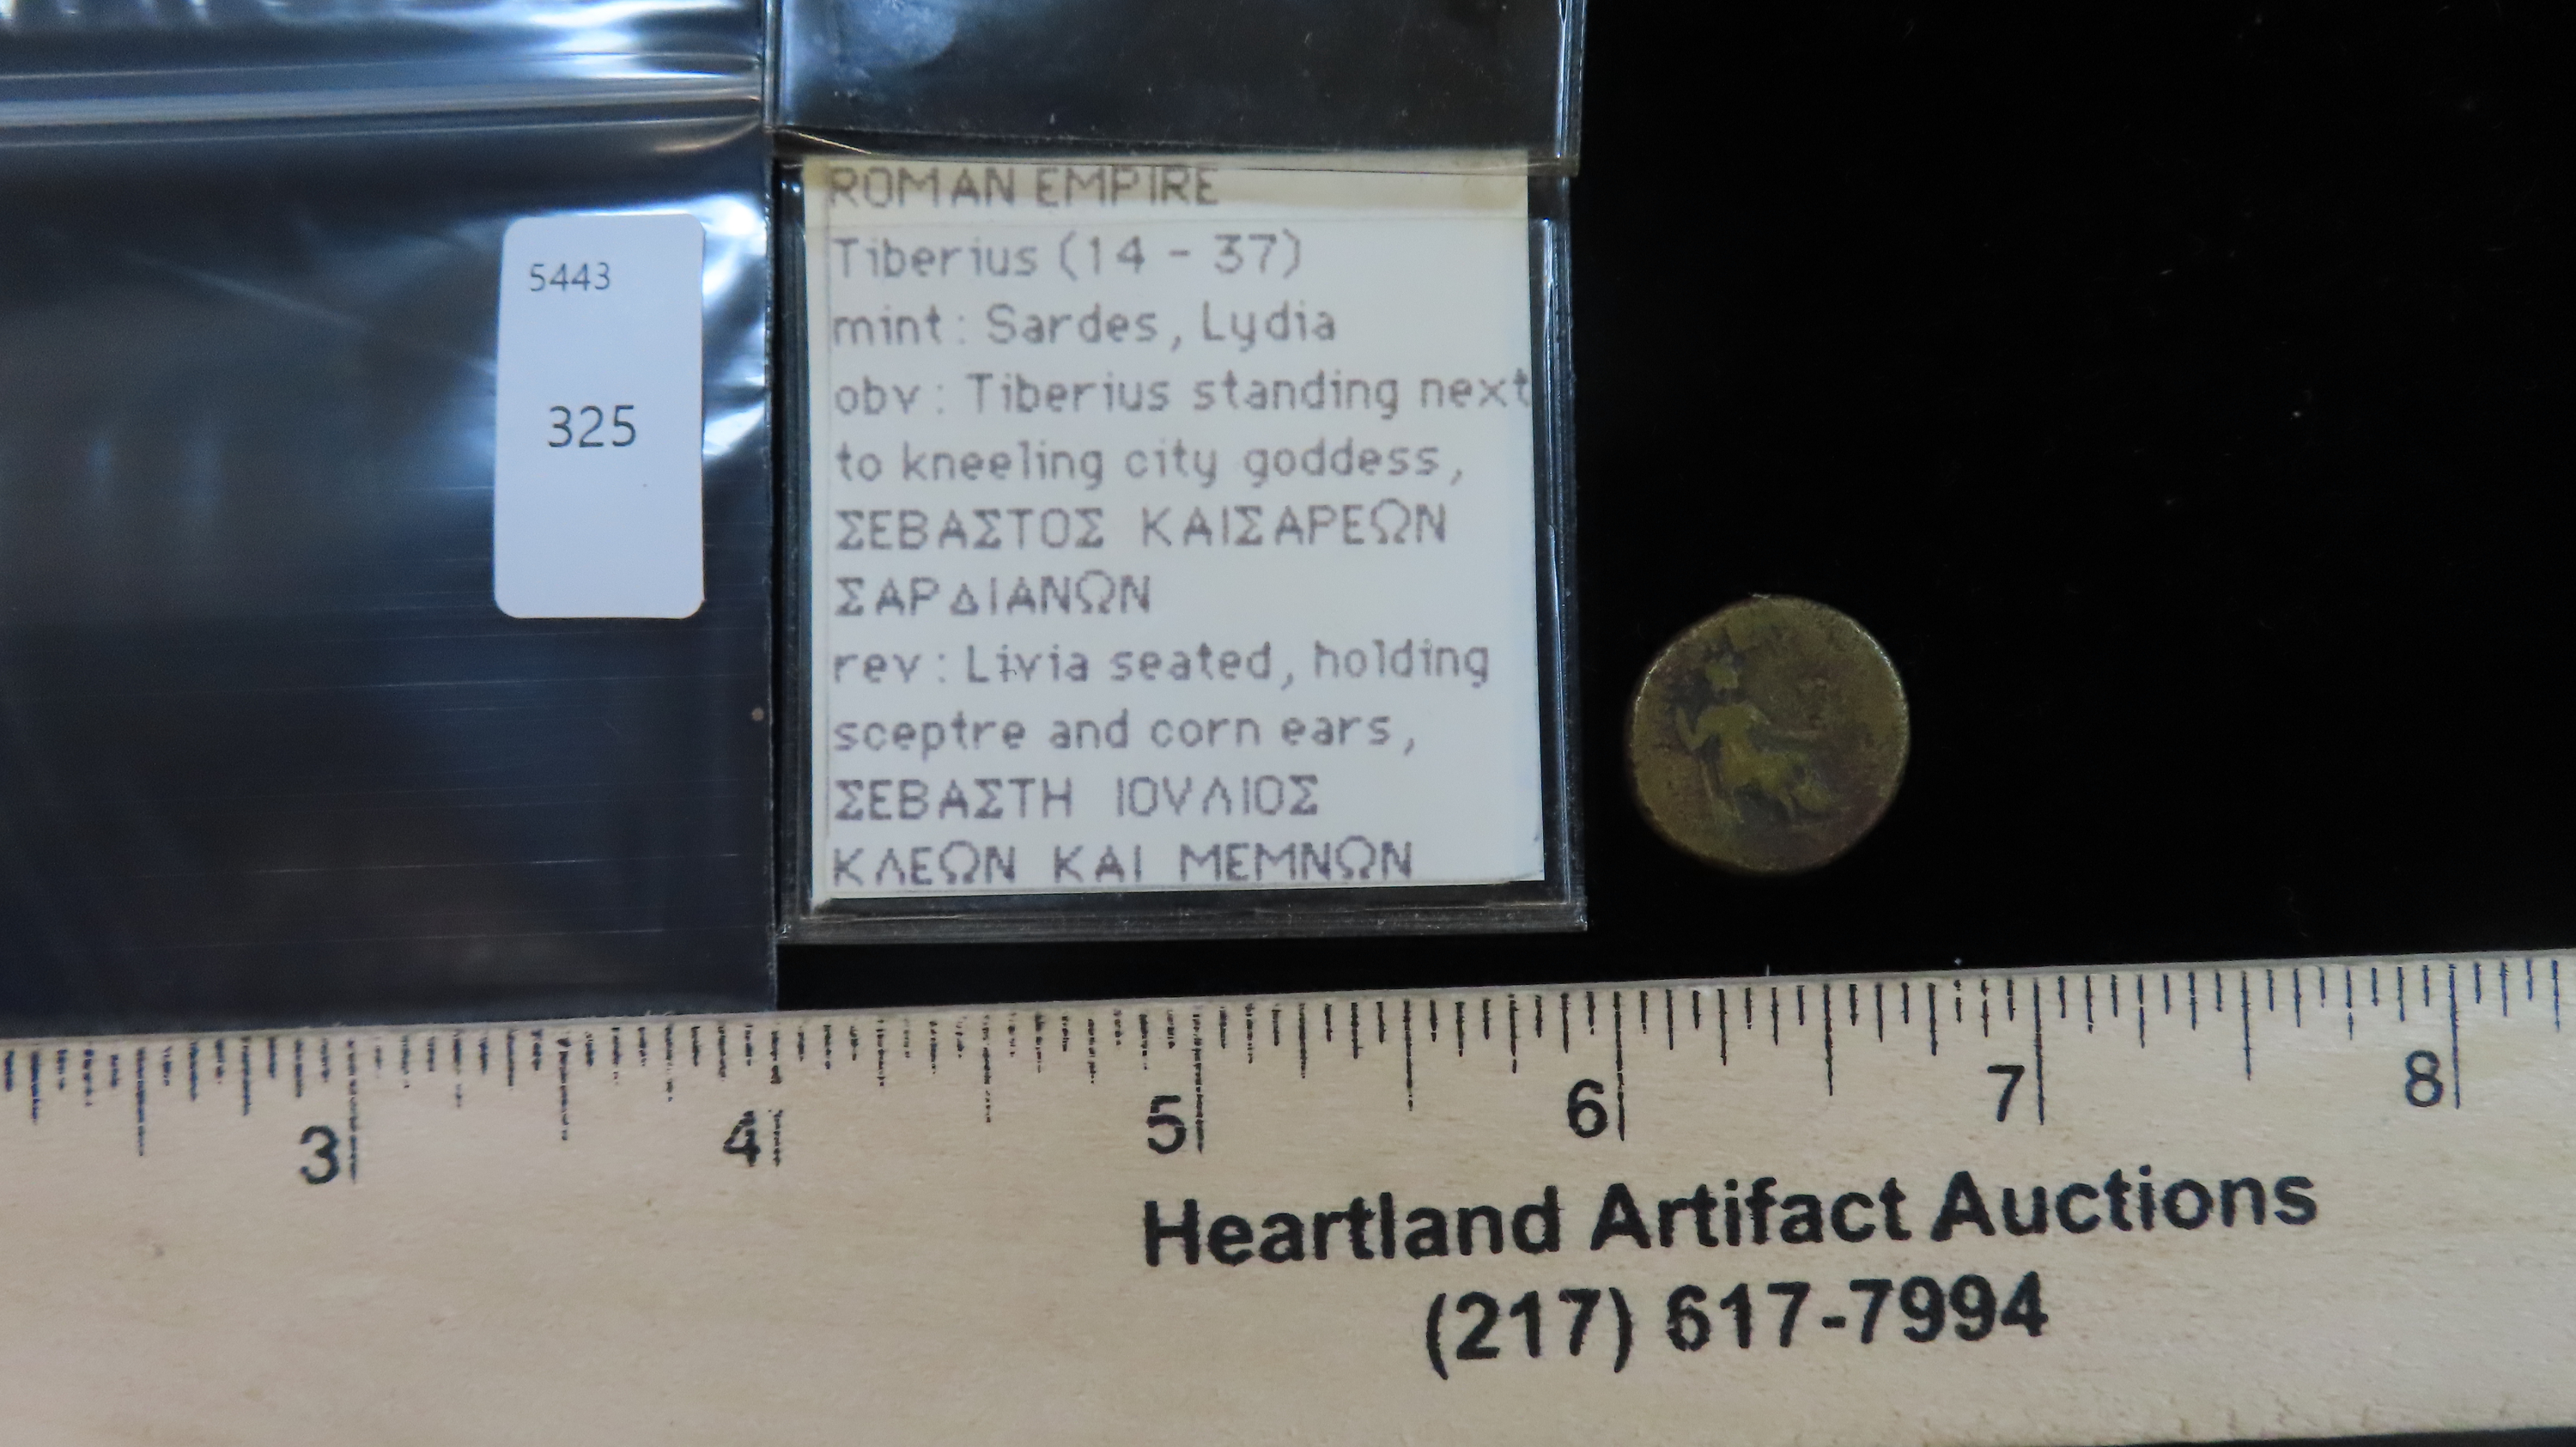 5443
325
ROMAN EMPIRE
Tiberius (14 - 37)
mint: Sardes, Lydia
obv: Tiberius standing next
to kneeling city goddess,
ΣΕΒΑΣΤΟΣ ΚΑΙΣΑΡΕΩΝ
ΣΑΡΔΙΑΝΩΝ
rev: Livia seated, holding
sceptre and corn ears,
ΣΕΒΑΣΤΗ ΙΟVΛΙΟΣ
ΚΛΕΩΝ ΚΑΙ ΜΕΜΝΩΝ
3 4 5 6 7 8
Heartland Artifact Auctions
(217) 617-7994